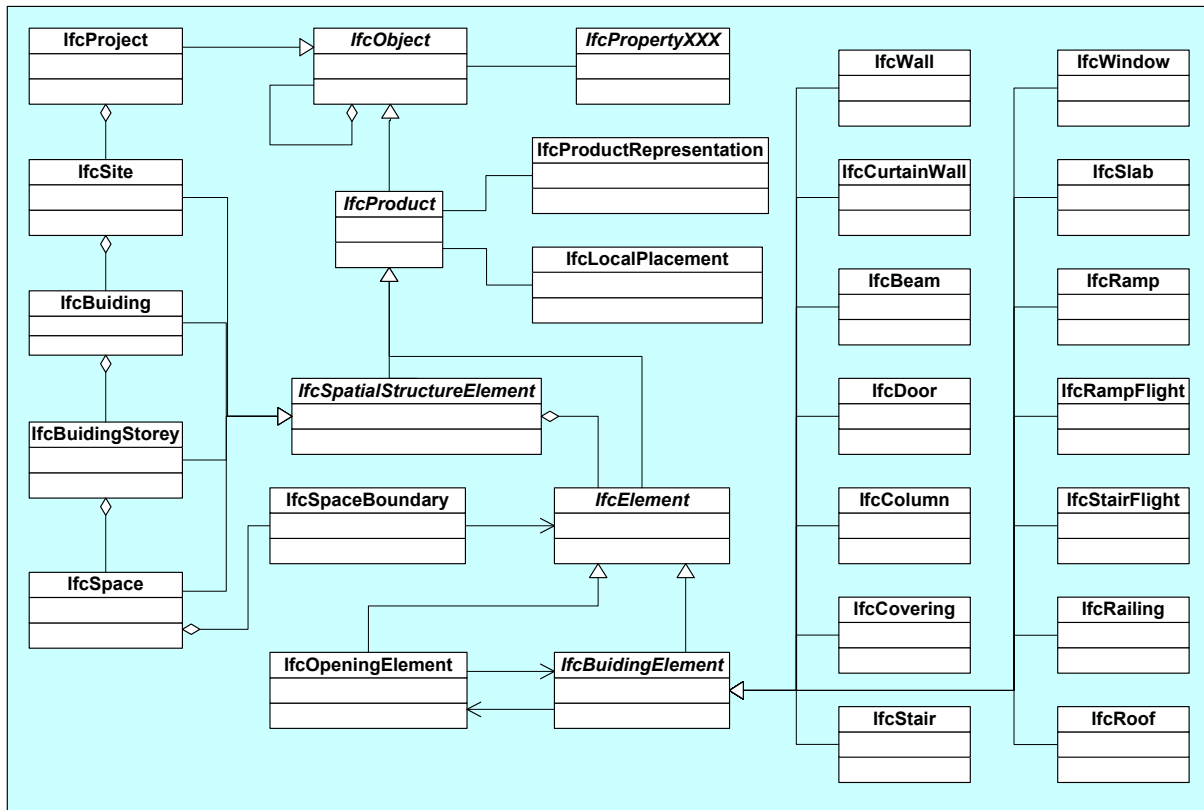 IfcProject
IfcObject
IfcPropertyXXX
IfcWall
IfcWindow
IfcSite
IfcProductRepresentation
IfcCurtainWall
IfcSlab
IfcProduct
IfcLocalPlacement
IfcBuiding
IfcBeam
IfcRamp
IfcSpatialStructureElement
IfcDoor
IfcRampFlight
IfcBuidingStorey
IfcSpaceBoundary
IfcElement
IfcColumn
IfcStairFlight
IfcSpace
IfcCovering
IfcRailing
IfcOpeningElement
IfcBuidingElement
IfcStair
IfcRoof